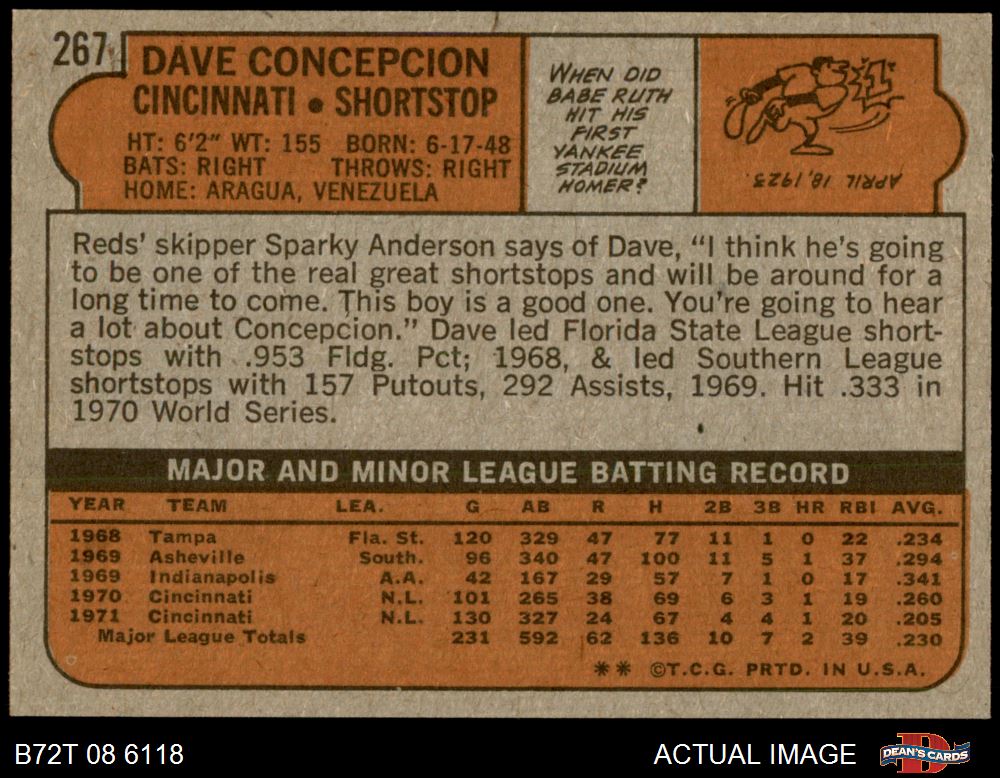 267
DAVE CONCEPCION
CINCINNATI • SHORTSTOP
HT: 6'2" WT: 155 BORN: 6-17-48
BATS: RIGHT THROWS: RIGHT
HOME: ARAGUA, VENEZUELA
WHEN DID
BABE RUTH
HIT HIS
FIRST
YANKEE
STADIUM
HOMER?
1
APRIL 18, 1923.
Reds' skipper Sparky Anderson says of Dave, "I think he's going
to be one of the real great shortstops and will be around for a
long time to come. This boy is a good one. You're going to hear
a lot about Concepcion." Dave led Florida State League short-
stops with .953 Fldg. Pct; 1968, & led Southern League
shortstops with 157 Putouts, 292 Assists, 1969. Hit .333 in
1970 World Series.
MAJOR AND MINOR LEAGUE BATTING RECORD
YEAR TEAM LEA. G AB R H 2B 3B HR RBI AVG.
1968 Tampa Fla. St. 120 329 47 77 11 1 0 22 .234
1969 Asheville South. 96 340 47 100 11 5 1 37 .294
1969 Indianapolis A.A. 42 167 29 57 7 1 0 17 .341
1970 Cincinnati N.L. 101 265 38 69 6 3 1 19 .260
1971 Cincinnati N.L. 130 327 24 67 4 4 1 20 .205
Major League Totals 231 592 62 136 10 7 2 39 .230
** ©T.C.G. PRTD. IN U.S.A.
B72T 08 6118
ACTUAL IMAGE
D
DEAN'S CARDS